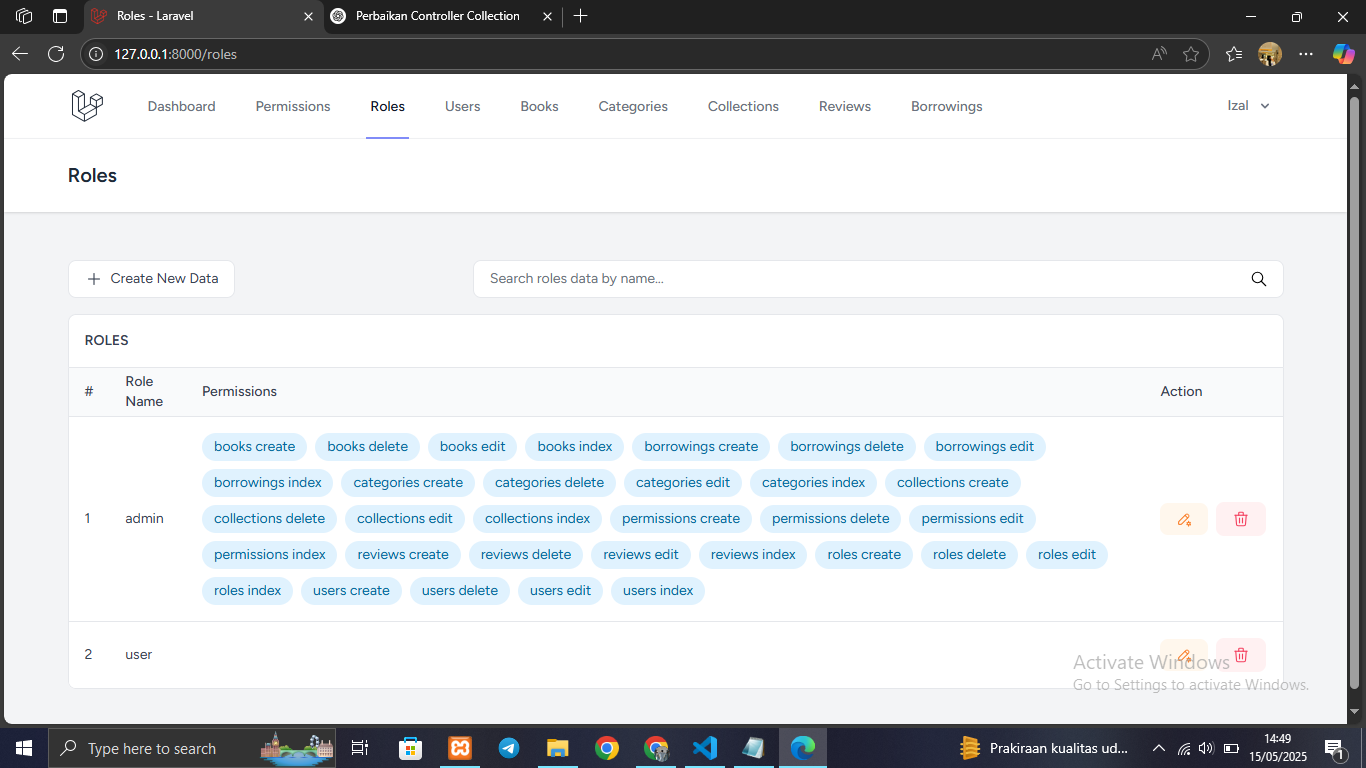 Roles - Laravel
Perbaikan Controller Collection
127.0.0.1:8000/roles
Dashboard Permissions Roles Users Books Categories Collections Reviews Borrowings Izal
Roles
Create New Data
Search roles data by name...
ROLES
# Role Name Permissions Action
books create books delete books edit books index borrowings create borrowings delete borrowings edit
borrowings index categories create categories delete categories edit categories index collections create
1 admin collections delete collections edit collections index permissions create permissions delete permissions edit
permissions index reviews create reviews delete reviews edit reviews index roles create roles delete roles edit
roles index users create users delete users edit users index
2 user
Activate Windows
Go to Settings to activate Windows.
Type here to search
Prakiraan kualitas ud...
14:49
15/05/2025
1